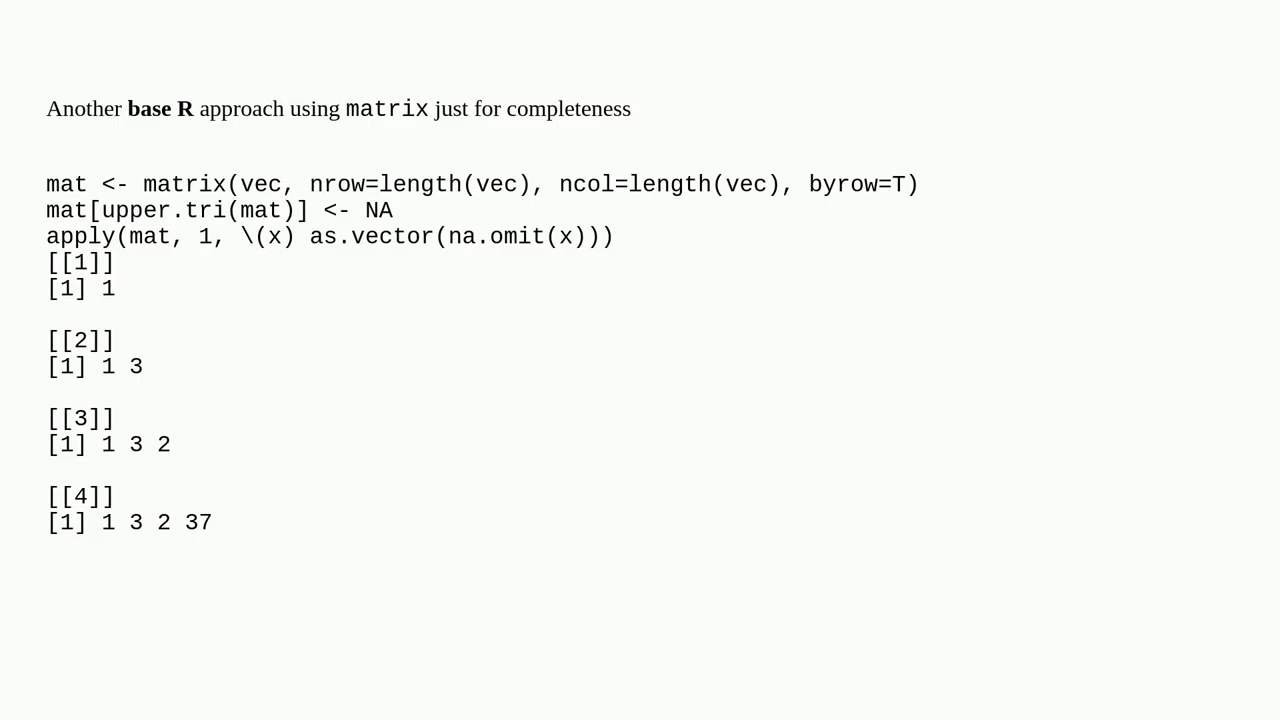 Another base R approach using matrix just for completeness
mat <- matrix(vec, nrow=length(vec), ncol=length(vec), byrow=T)
mat[upper.tri(mat)] <- NA
apply(mat, 1, \(x) as.vector(na.omit(x)))
[[1]]
[1] 1
[[2]]
[1] 1 3
[[3]]
[1] 1 3 2
[[4]]
[1] 1 3 2 37